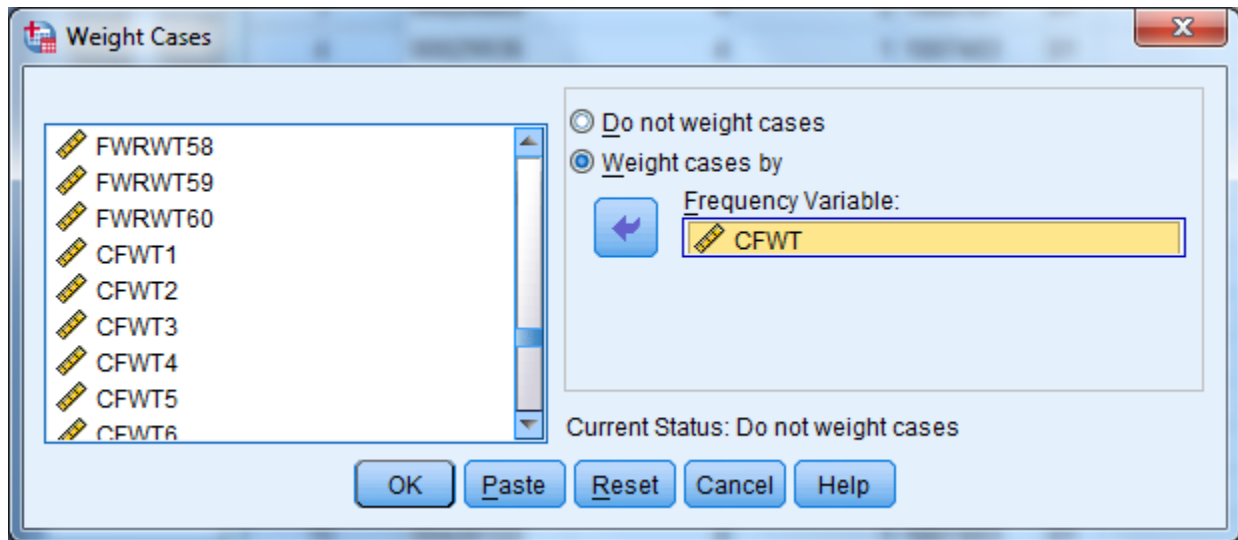 Weight Cases
FWRWT58
FWRWT59
FWRWT60
CFWT1
CFWT2
CFWT3
CFWT4
CFWT5
CFWT6
Do not weight cases
Weight cases by
Frequency Variable:
CFWT
Current Status: Do not weight cases
OK Paste Reset Cancel Help